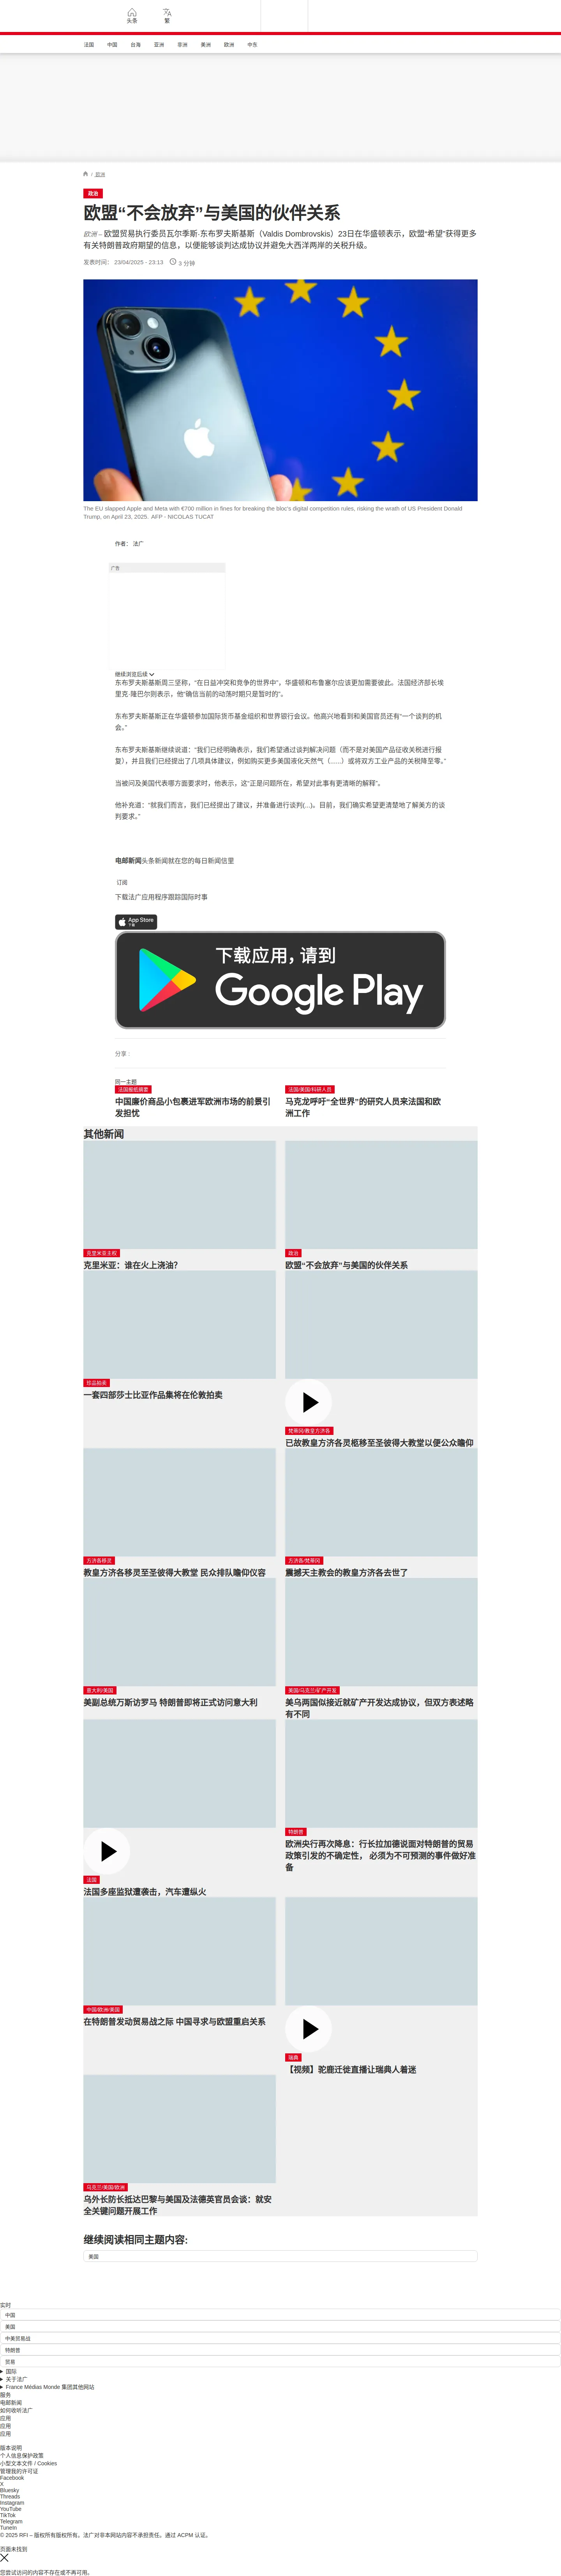 头条
繁
法国 中国 台海 亚洲 非洲 美洲 欧洲 中东
/ 欧洲
政治
欧盟“不会放弃”与美国的伙伴关系
欧洲 – 欧盟贸易执行委员瓦尔季斯·东布罗夫斯基斯（Valdis Dombrovskis）23日在华盛顿表示，欧盟“希望”获得更多
有关特朗普政府期望的信息，以便能够谈判达成协议并避免大西洋两岸的关税升级。
发表时间： 23/04/2025 - 23:13 3 分钟
The EU slapped Apple and Meta with €700 million in fines for breaking the bloc's digital competition rules, risking the wrath of US President Donald
Trump, on April 23, 2025. AFP - NICOLAS TUCAT
作者： 法广
广告
继续浏览后续
东布罗夫斯基斯周三坚称，“在日益冲突和竞争的世界中”，华盛顿和布鲁塞尔应该更加需要彼此。法国经济部长埃
里克·隆巴尔则表示，他“确信当前的动荡时期只是暂时的”。
东布罗夫斯基斯正在华盛顿参加国际货币基金组织和世界银行会议。他高兴地看到和美国官员还有“一个谈判的机
会。”
东布罗夫斯基斯继续说道：“我们已经明确表示，我们希望通过谈判解决问题（而不是对美国产品征收关税进行报
复），并且我们已经提出了几项具体建议，例如购买更多美国液化天然气（......）或将双方工业产品的关税降至零。”
当被问及美国代表哪方面要求时，他表示，这“正是问题所在，希望对此事有更清晰的解释”。
他补充道：“就我们而言，我们已经提出了建议，并准备进行谈判(...)。目前，我们确实希望更清楚地了解美方的谈
判要求。”
电邮新闻头条新闻就在您的每日新闻信里
订阅
下载法广应用程序跟踪国际时事
App Store
下载
下载应用，请到
Google Play
分享 :
同一主题
法国报纸摘要
中国廉价商品小包裹进军欧洲市场的前景引
发担忧
法国/美国/科研人员
马克龙呼吁“全世界”的研究人员来法国和欧
洲工作
其他新闻
克里米亚主权
克里米亚：谁在火上浇油？
政治
欧盟“不会放弃”与美国的伙伴关系
珍品拍卖
一套四部莎士比亚作品集将在伦敦拍卖
梵蒂冈/教皇方济各
已故教皇方济各灵柩移至圣彼得大教堂以便公众瞻仰
方济各移灵
教皇方济各移灵至圣彼得大教堂 民众排队瞻仰仪容
方济各/梵蒂冈
震撼天主教会的教皇方济各去世了
意大利/美国
美副总统万斯访罗马 特朗普即将正式访问意大利
美国/乌克兰/矿产开发
美乌两国似接近就矿产开发达成协议，但双方表述略
有不同
法国
法国多座监狱遭袭击，汽车遭纵火
特朗普
欧洲央行再次降息：行长拉加德说面对特朗普的贸易
政策引发的不确定性， 必须为不可预测的事件做好准
备
中国/欧洲/美国
在特朗普发动贸易战之际 中国寻求与欧盟重启关系
瑞典
【视频】驼鹿迁徙直播让瑞典人着迷
乌克兰/美国/欧洲
乌外长防长抵达巴黎与美国及法德英官员会谈：就安
全关键问题开展工作
继续阅读相同主题内容:
美国
实时
中国
美国
中美贸易战
特朗普
贸易
国际
关于法广
France Médias Monde 集团其他网站
服务
电邮新闻
如何收听法广
应用
应用
应用
版本说明
个人信息保护政策
小型文本文件 / Cookies
管理我的许可证
Facebook
X
Bluesky
Threads
Instagram
YouTube
TikTok
Telegram
Tunein
© 2025 RFI – 版权所有版权所有。法广对非本网站内容不承担责任。通过 ACPM 认证。
页面未找到
您尝试访问的内容不存在或不再可用。